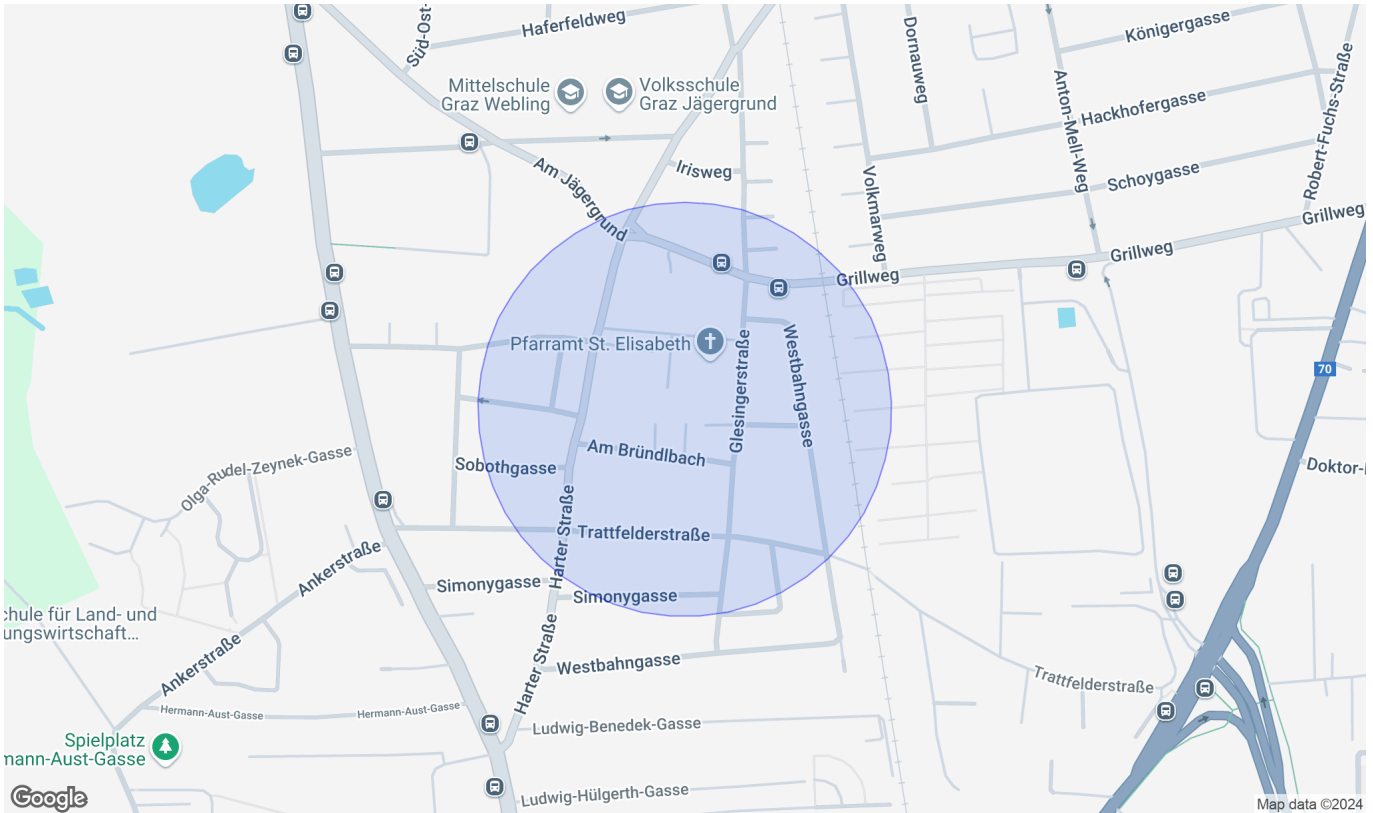 Haferfeldweg
Süd-Ost-
Dornauweg
Königergasse
Mittelschule
Graz Webling
Volksschule
Graz Jägergrund
Anton-Mell-Weg
Hackhofergasse
Robert-Fuchs-Straße
Am Jägergrund
Irisweg
Volkmarweg
Schoygasse
Grillweg
Grillweg
Grillweg
Pfarramt St. Elisabeth
Glesingerstraße
Westbahngasse
70
Olga-Rudel-Zeynek-Gasse
Sobothgasse
Am Bründlbach
Doktor-
Harter Straße
Trattfelderstraße
Ankerstraße
Simonygasse
Simonygasse
chule für Land- und
ungswirtschaft...
Ankerstraße
Harter Straße
Westbahngasse
Trattfelderstraße
Hermann-Aust-Gasse
Hermann-Aust-Gasse
Ludwig-Benedek-Gasse
Spielplatz
mann-Aust-Gasse
Ludwig-Hülgerth-Gasse
Google
Map data ©2024